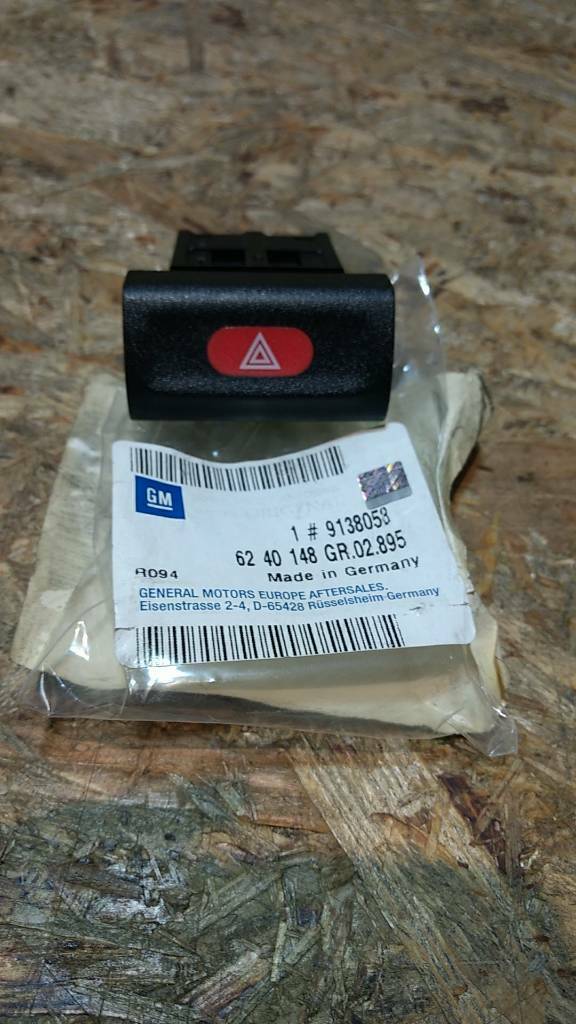 GM
1 # 9138058
62 40 148 GR.02.895
R094 Made in Germany
GENERAL MOTORS EUROPE AFTERSALES.
Eisenstrasse 2-4, D-65428 Rüsselsheim-Germany